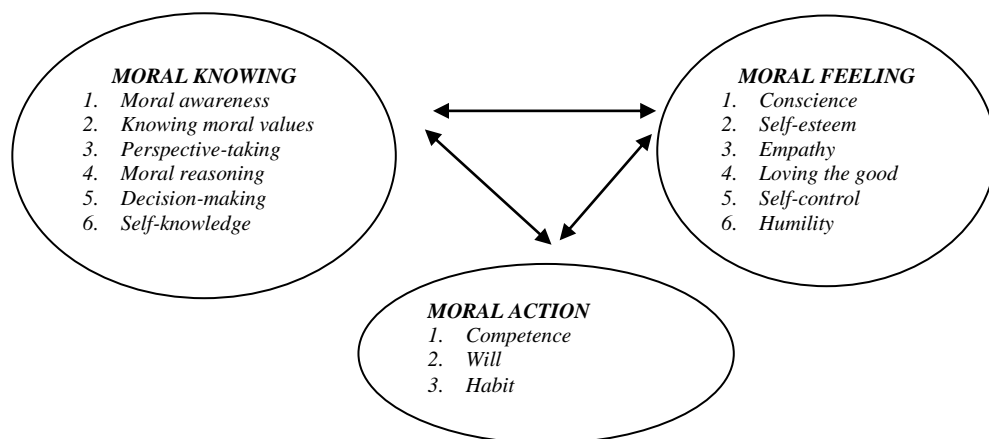 MORAL KNOWING
1. Moral awareness
2. Knowing moral values
3. Perspective-taking
4. Moral reasoning
5. Decision-making
6. Self-knowledge
MORAL FEELING
1. Conscience
2. Self-esteem
3. Empathy
4. Loving the good
5. Self-control
6. Humility
MORAL ACTION
1. Competence
2. Will
3. Habit